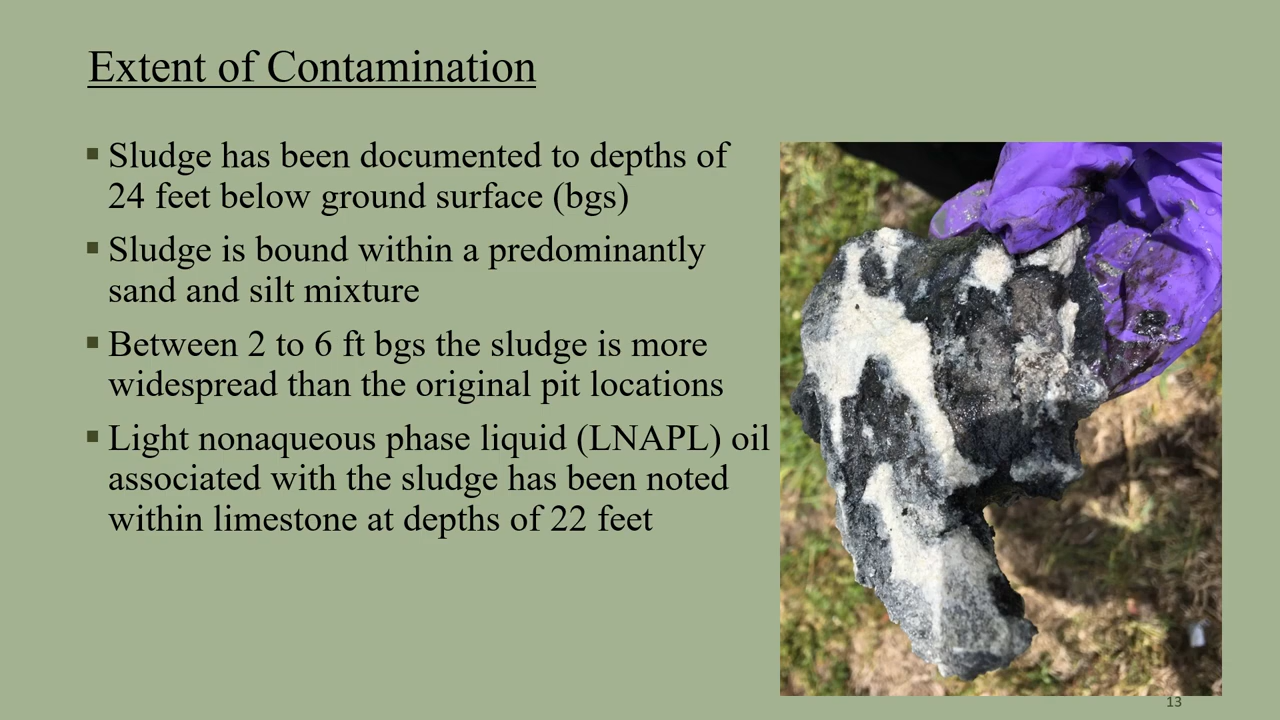 Extent of Contamination
▪ Sludge has been documented to depths of
24 feet below ground surface (bgs)
▪ Sludge is bound within a predominantly
sand and silt mixture
▪ Between 2 to 6 ft bgs the sludge is more
widespread than the original pit locations
▪ Light nonaqueous phase liquid (LNAPL) oil
associated with the sludge has been noted
within limestone at depths of 22 feet
13